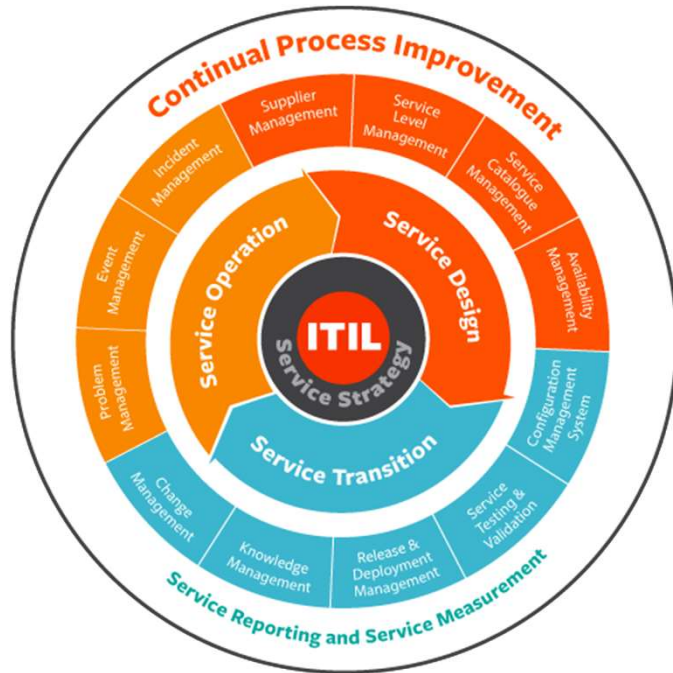 Continual Process Improvement
Supplier
Management
Service
Level
Management
Service
Catalogue
Management
Availability
Management
Configuration
Management
System
Service
Testing &
Validation
Release &
Deployment
Management
Knowledge
Management
Change
Management
Problem
Management
Event
Management
Incident
Management
Service Design
Service Transition
Service Operation
ITIL
Service Strategy
Service Reporting and Service Measurement